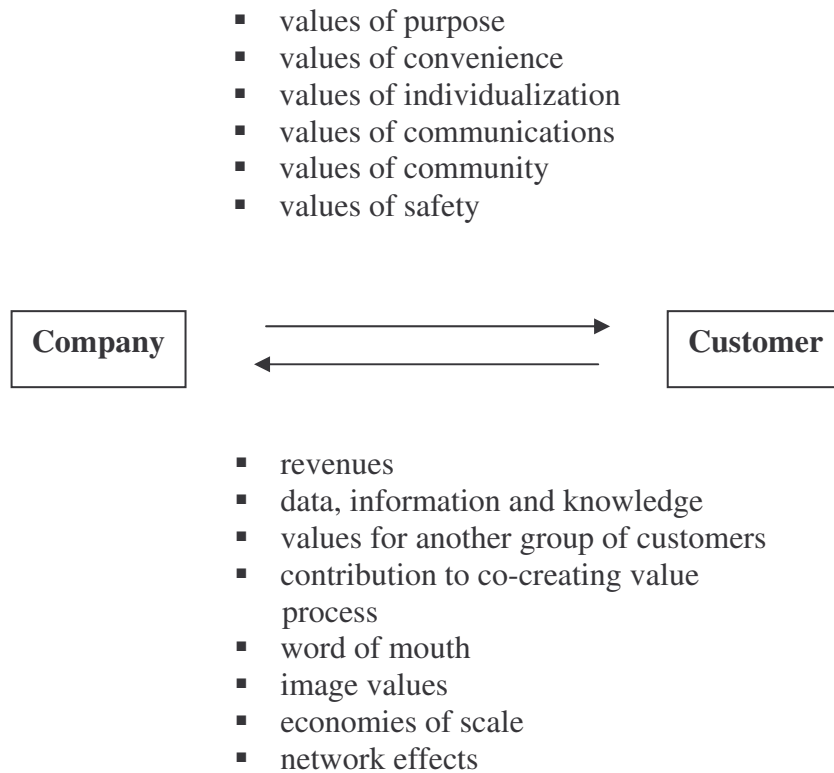 ▪ values of purpose
▪ values of convenience
▪ values of individualization
▪ values of communications
▪ values of community
▪ values of safety
Company
Customer
▪ revenues
▪ data, information and knowledge
▪ values for another group of customers
▪ contribution to co-creating value
process
▪ word of mouth
▪ image values
▪ economies of scale
▪ network effects